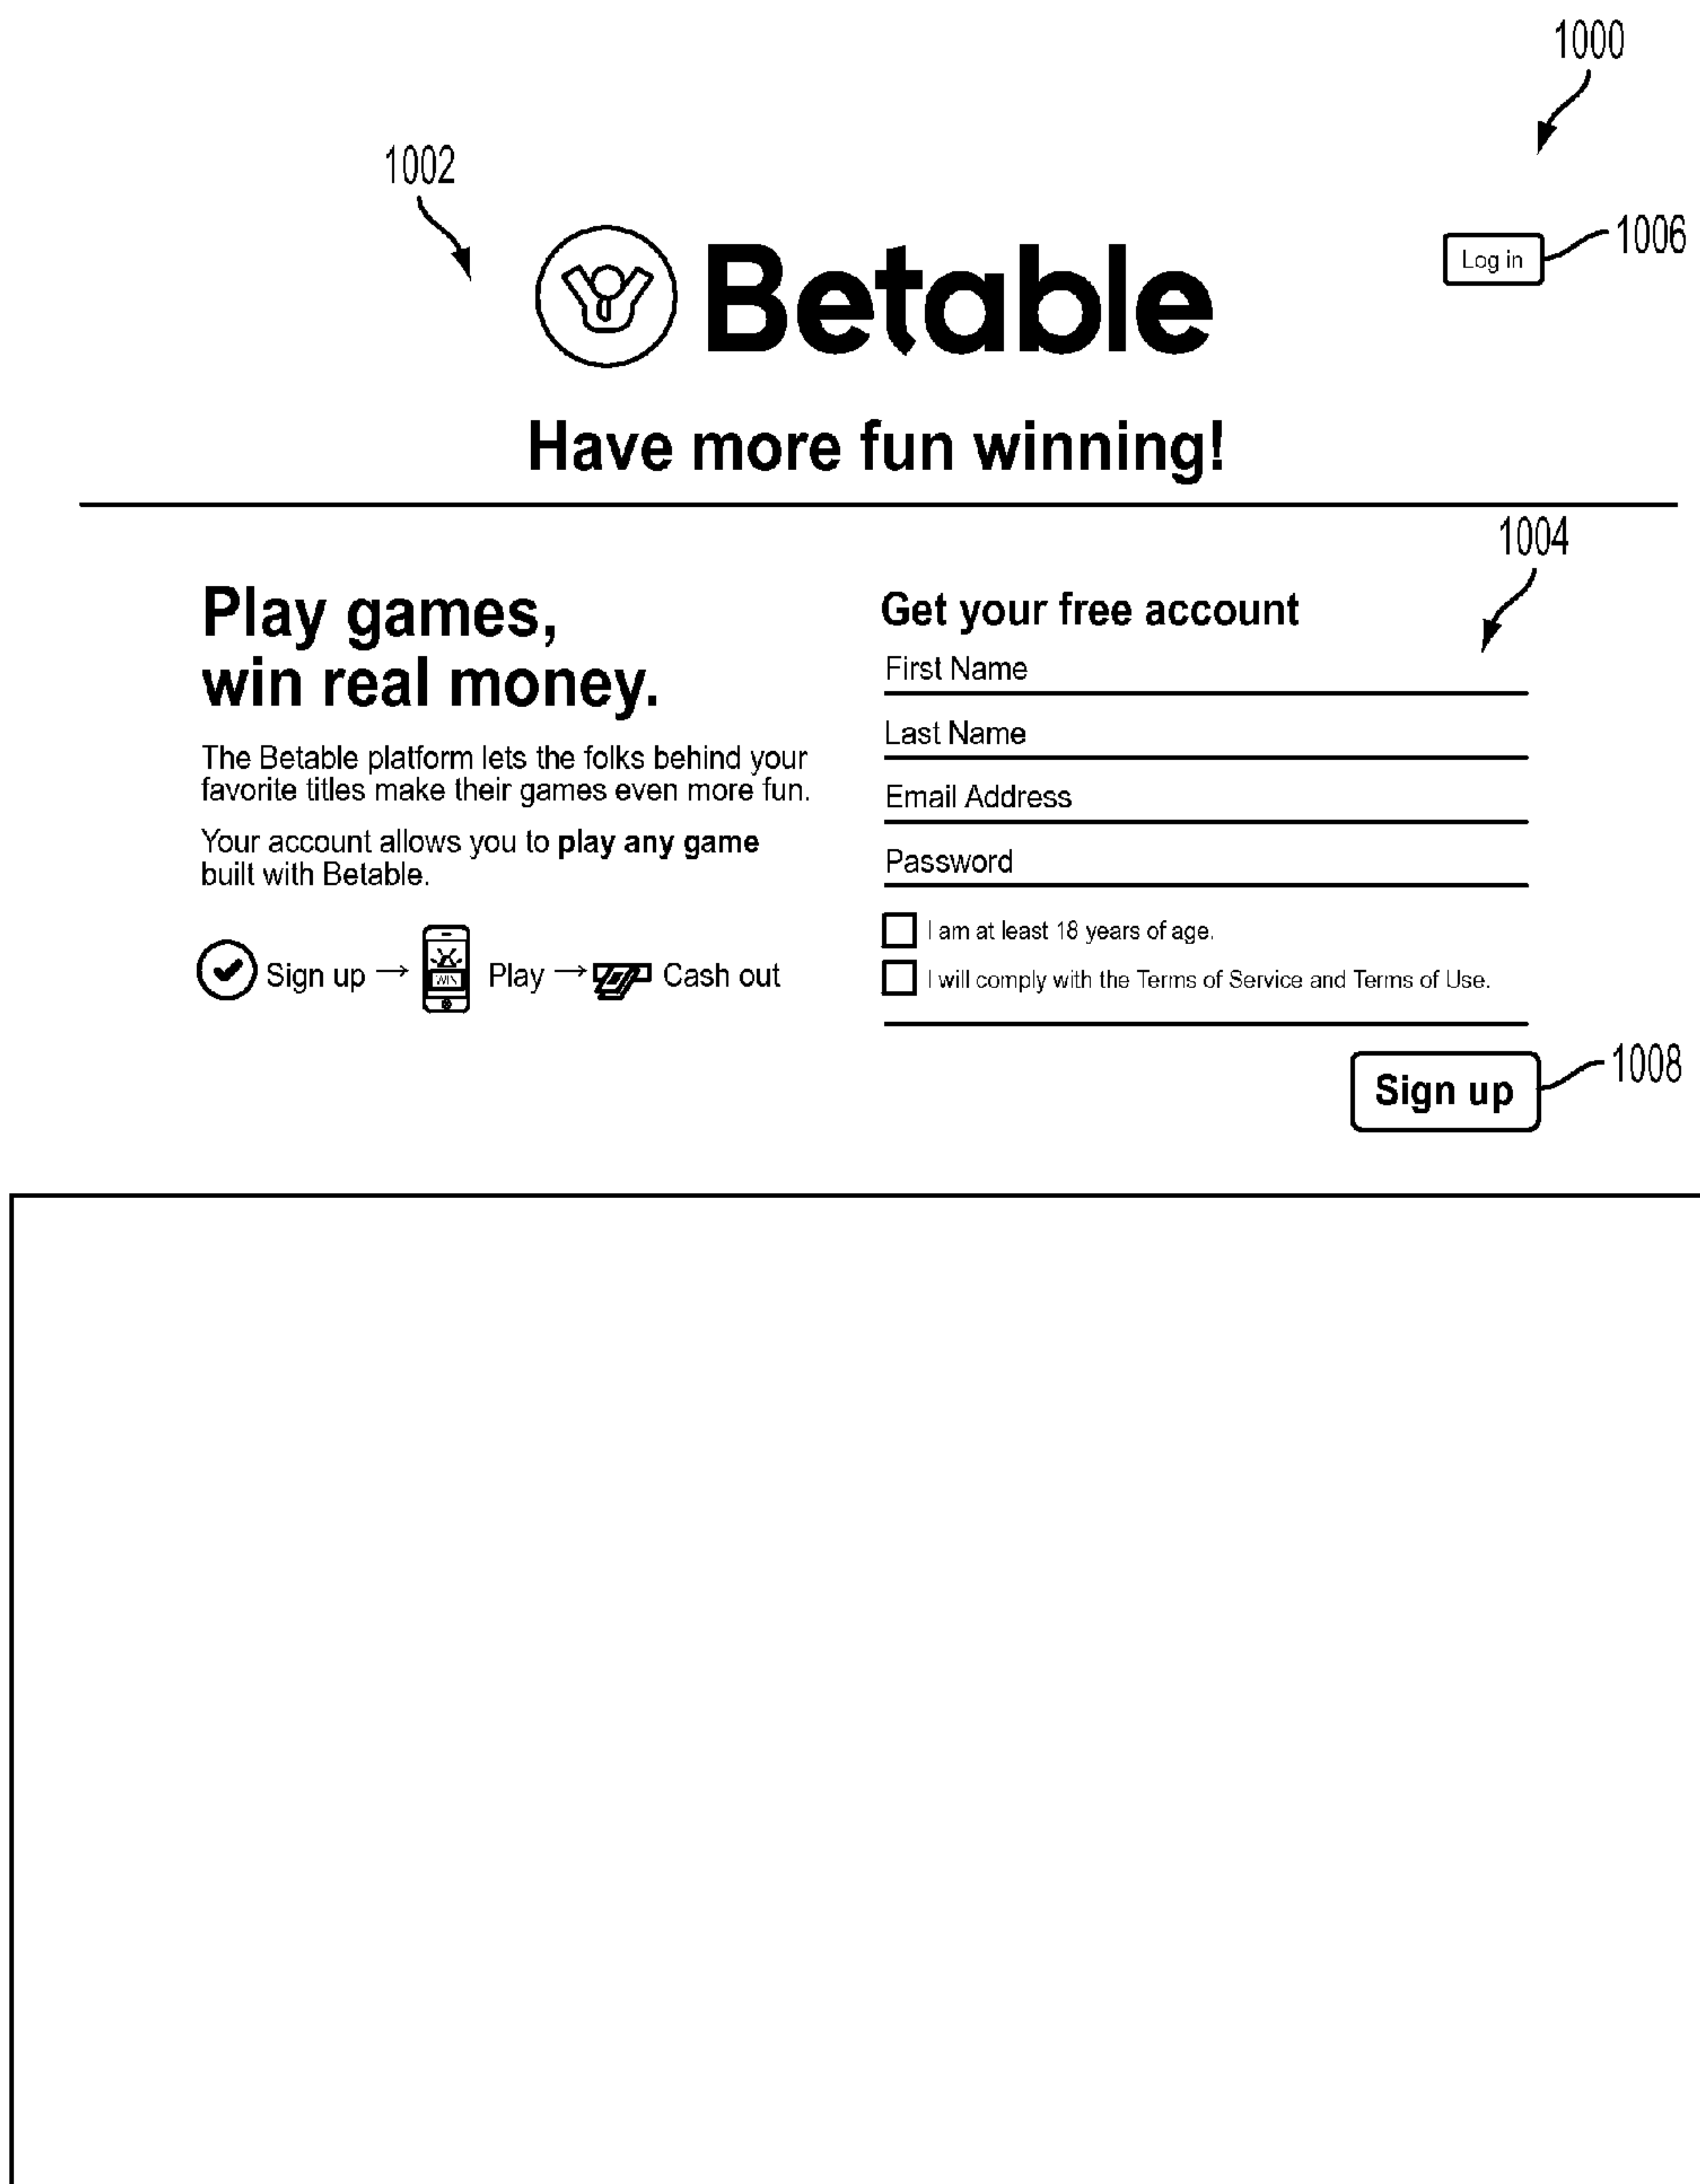 1000
1002
Betable
Log in
1006
Have more fun winning!
1004
Play games,
win real money.
The Betable platform lets the folks behind your
favorite titles make their games even more fun.
Your account allows you to play any game
built with Betable.
Sign up → WIN Play → Cash out
Get your free account
First Name
Last Name
Email Address
Password
I am at least 18 years of age.
I will comply with the Terms of Service and Terms of Use.
Sign up
1008